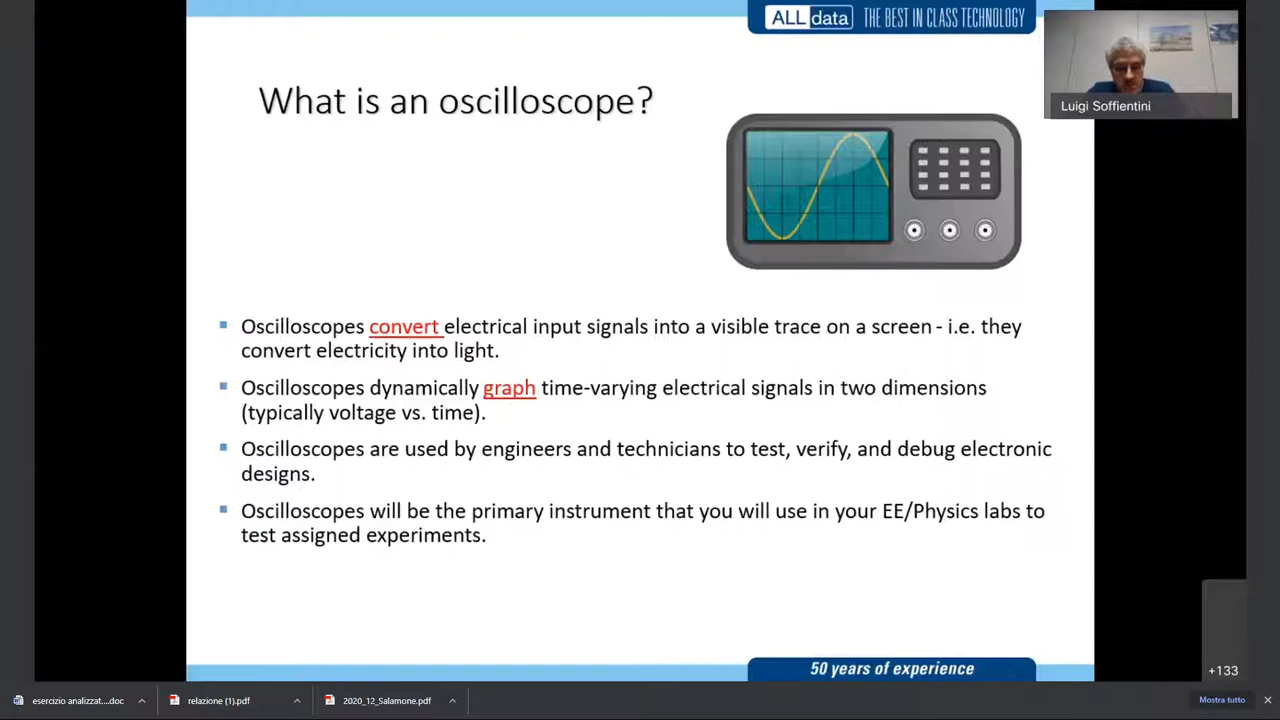 ALL data THE BEST IN CLASS TECHNOLOGY
Luigi Soffientini
What is an oscilloscope?
Oscilloscopes convert electrical input signals into a visible trace on a screen - i.e. they
convert electricity into light.
Oscilloscopes dynamically graph time-varying electrical signals in two dimensions
(typically voltage vs. time).
Oscilloscopes are used by engineers and technicians to test, verify, and debug electronic
designs.
Oscilloscopes will be the primary instrument that you will use in your EE/Physics labs to
test assigned experiments.
50 years of experience
+133
esercizio analizzat....doc
relazione (1).pdf
2020_12_Salamone.pdf
Mostra tutto